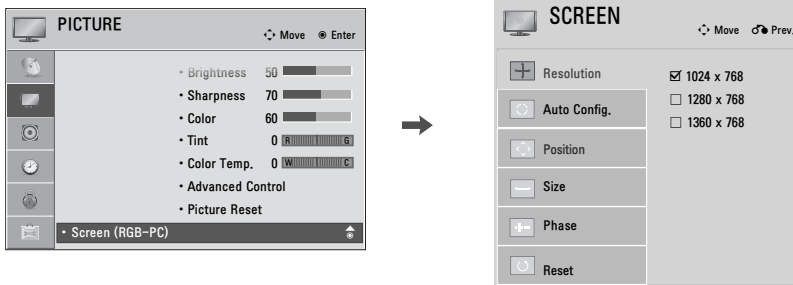 PICTURE
Move Enter
• Brightness 50
• Sharpness 70
• Color 60
• Tint 0 R G
• Color Temp. 0 W C
• Advanced Control
• Picture Reset
• Screen (RGB-PC)
SCREEN
Move Prev.
Resolution
Auto Config.
Position
Size
Phase
Reset
1024 x 768
1280 x 768
1360 x 768